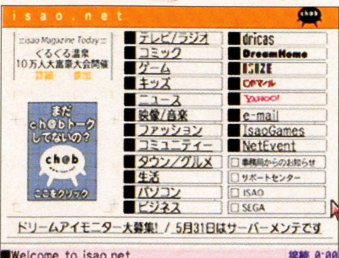 isao.net
ch@b
::isao Magazine Today::
くるくる温泉
10万人大富豪大会開催
詳細 参加
まだ
ch@bトーク
してないの?
ch@b
ここをクリック
テレビ/ラジオ
コミック
ゲーム
キッズ
ニュース
映像/音楽
ファッション
コミュニティー
タウン/グルメ
生活
パソコン
ビジネス
dricas
DreamHome
CPメール
YAHOO!
e-mail
IsaoGames
NetEvent
事務局からのお知らせ
サポートセンター
ISAO
SEGA
ドリームアイモニター大募集! / 5月31日はサーバーメンテです
Welcome to isao.net
接続 0:00